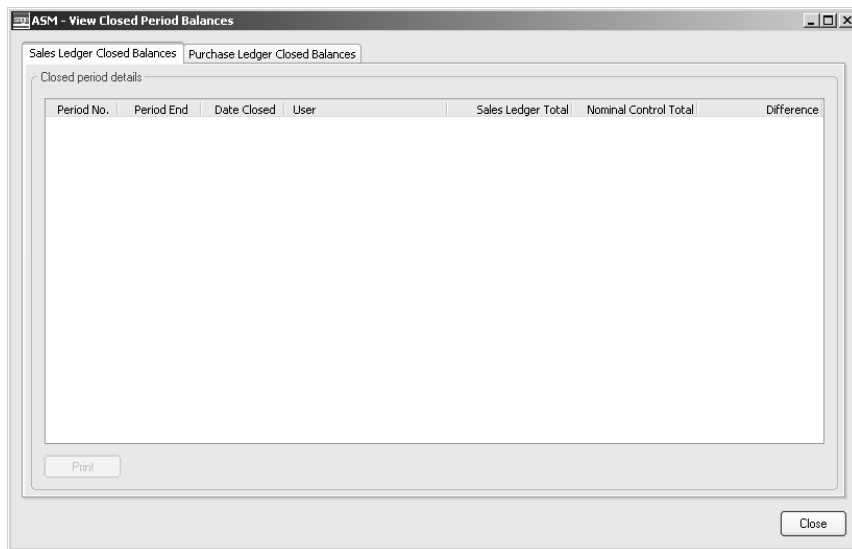 ASM - View Closed Period Balances
Sales Ledger Closed Balances Purchase Ledger Closed Balances
Closed period details
Period No. Period End Date Closed User Sales Ledger Total Nominal Control Total Difference
Print
Close